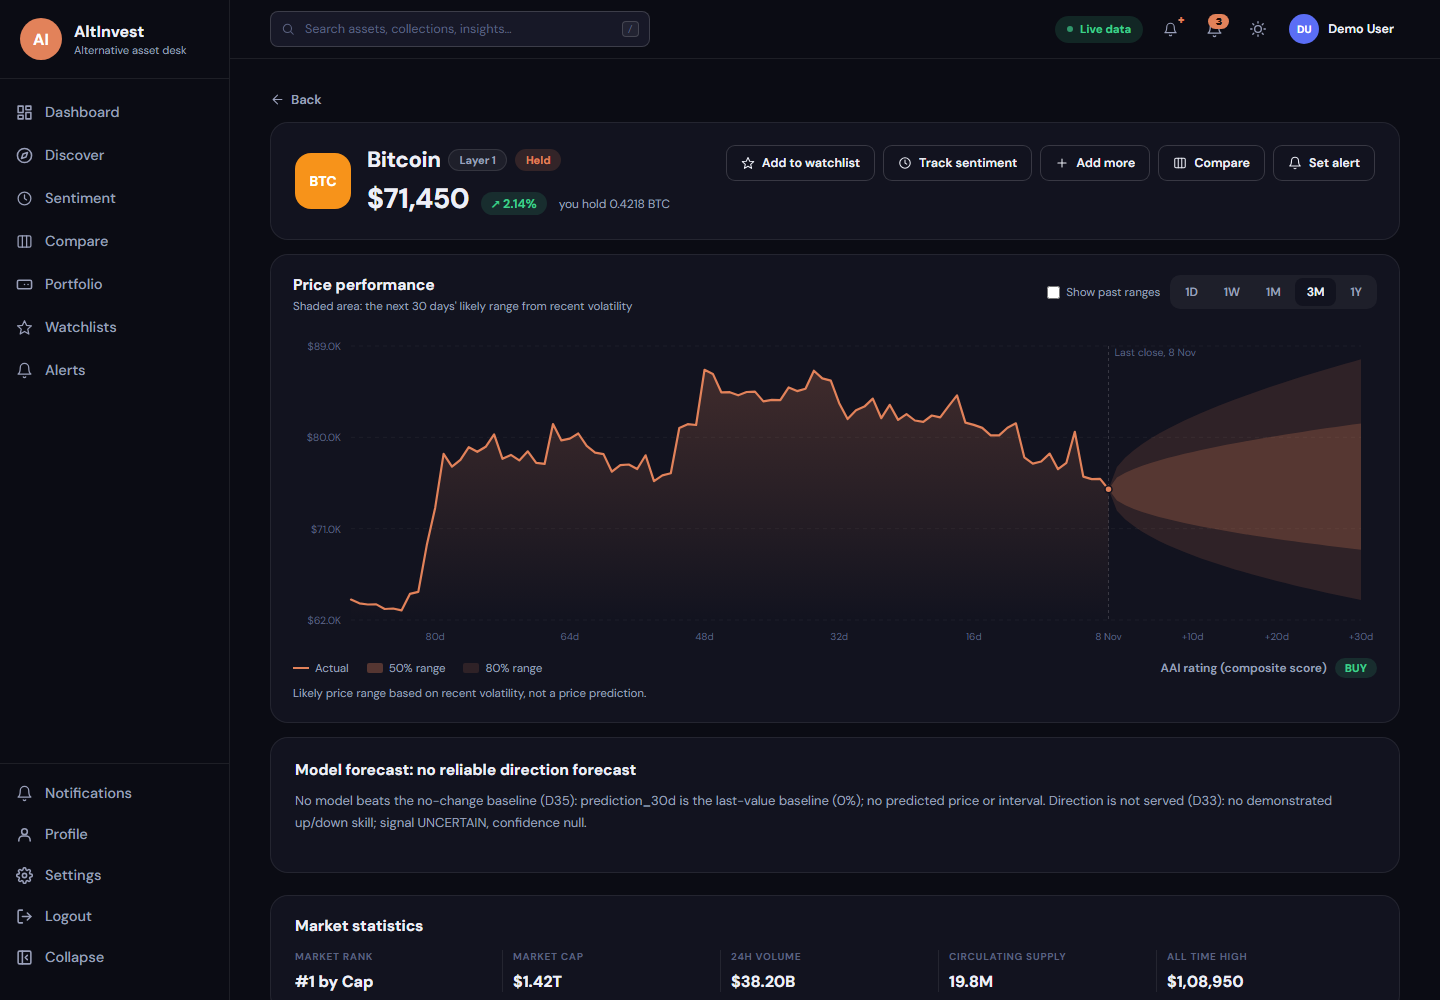 AI
AltInvest
Alternative asset desk
Dashboard
Discover
Sentiment
Compare
Portfolio
Watchlists
Alerts
Notifications
Profile
Settings
Logout
Collapse
Search assets, collections, insights...
/
Live data
+
3
DU
Demo User
Back
BTC
Bitcoin
Layer 1
Held
$71,450
↗ 2.14%
you hold 0.4218 BTC
Add to watchlist
Track sentiment
Add more
Compare
Set alert
Price performance
Shaded area: the next 30 days' likely range from recent volatility
Show past ranges
1D
1W
1M
3M
1Y
$89.0K
$80.0K
$71.0K
$62.0K
Last close, 8 Nov
80d
64d
48d
32d
16d
8 Nov
+10d
+20d
+30d
Actual
50% range
80% range
AAI rating (composite score)
BUY
Likely price range based on recent volatility, not a price prediction.
Model forecast: no reliable direction forecast
No model beats the no-change baseline (D35): prediction_30d is the last-value baseline (0%); no predicted price or interval. Direction is not served (D33): no demonstrated
up/down skill; signal UNCERTAIN, confidence null.
Market statistics
MARKET RANK
#1 by Cap
MARKET CAP
$1.42T
24H VOLUME
$38.20B
CIRCULATING SUPPLY
19.8M
ALL TIME HIGH
$1,08,950